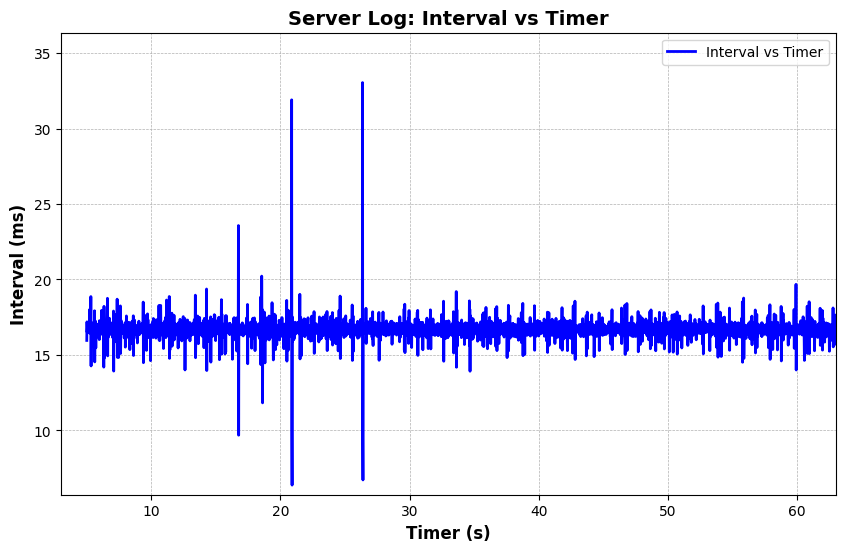 Server Log: Interval vs Timer
Interval vs Timer
35
30
25
20
15
10
Interval (ms)
10 20 30 40 50 60
Timer (s)